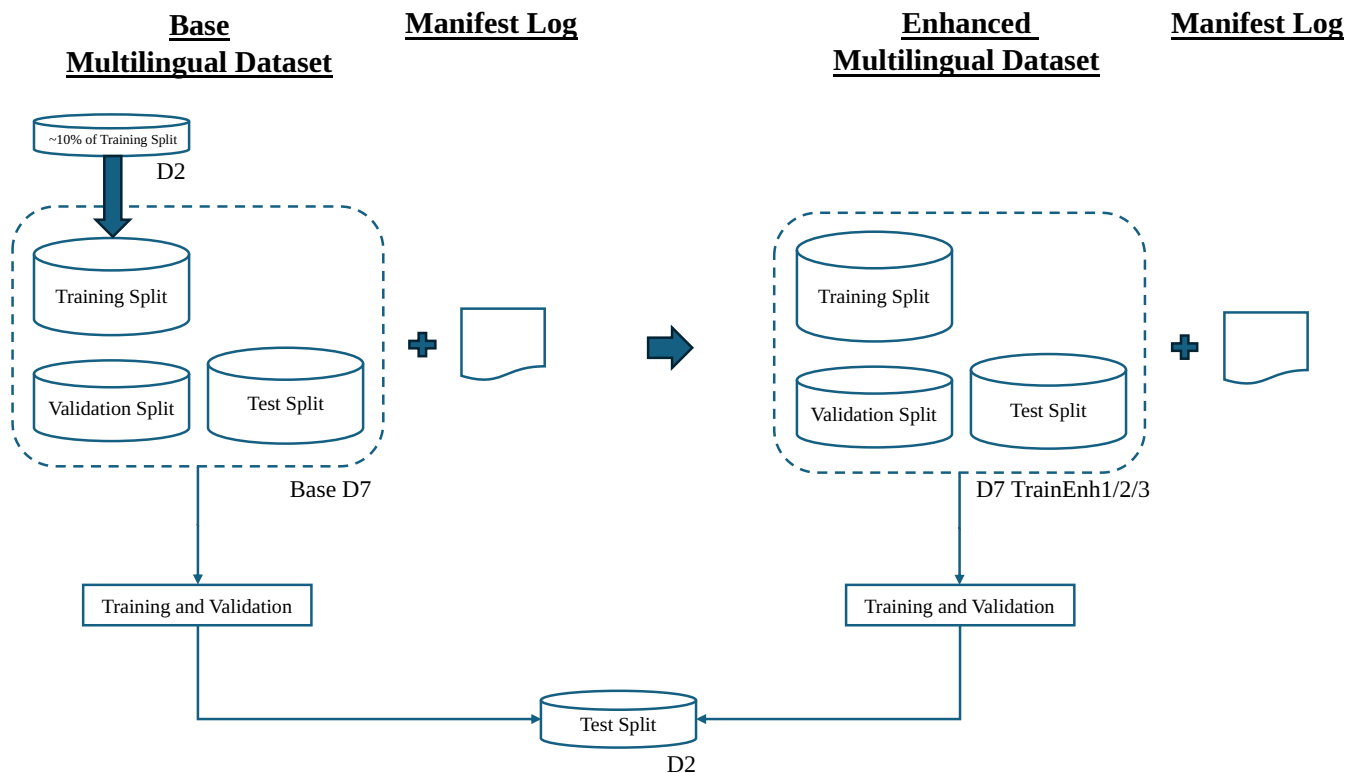 Base
Multilingual Dataset
Manifest Log
Enhanced
Multilingual Dataset
Manifest Log
~10% of Training Split
D2
Training Split
Validation Split
Test Split
Base D7
Training Split
Validation Split
Test Split
D7 TrainEnh1/2/3
Training and Validation
Training and Validation
Test Split
D2